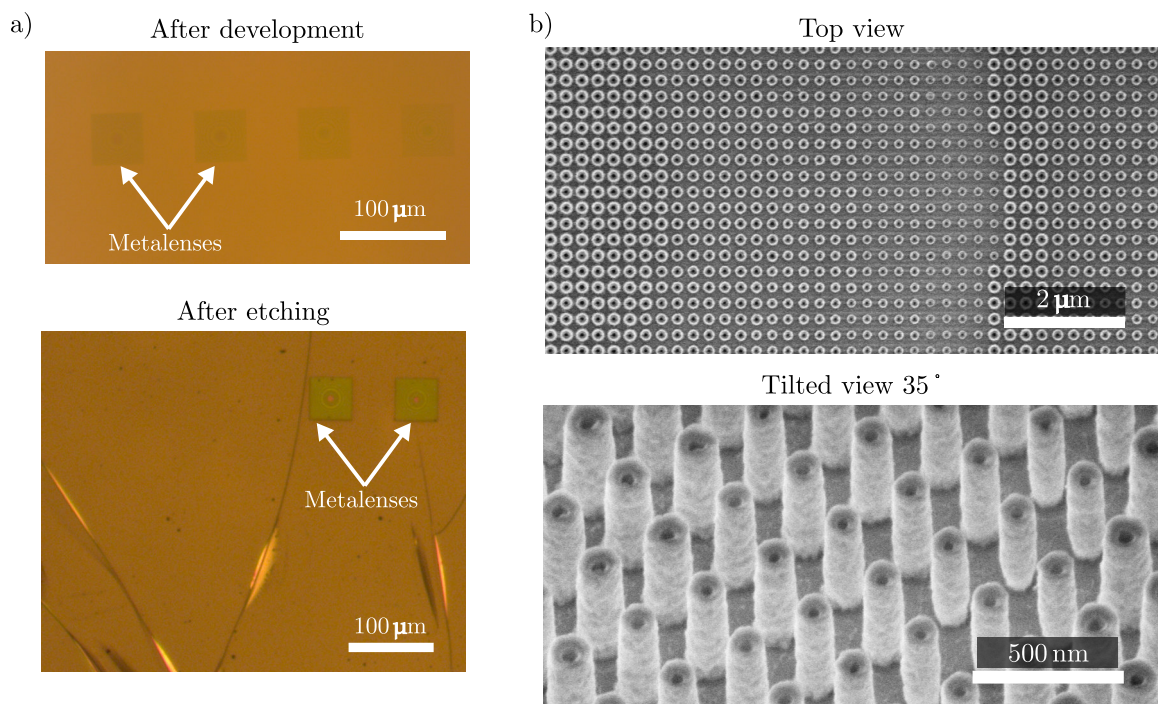 a)
After development
100 µm
Metalenses
After etching
Metalenses
100 µm
b)
Top view
2 µm
Tilted view 35°
500 nm